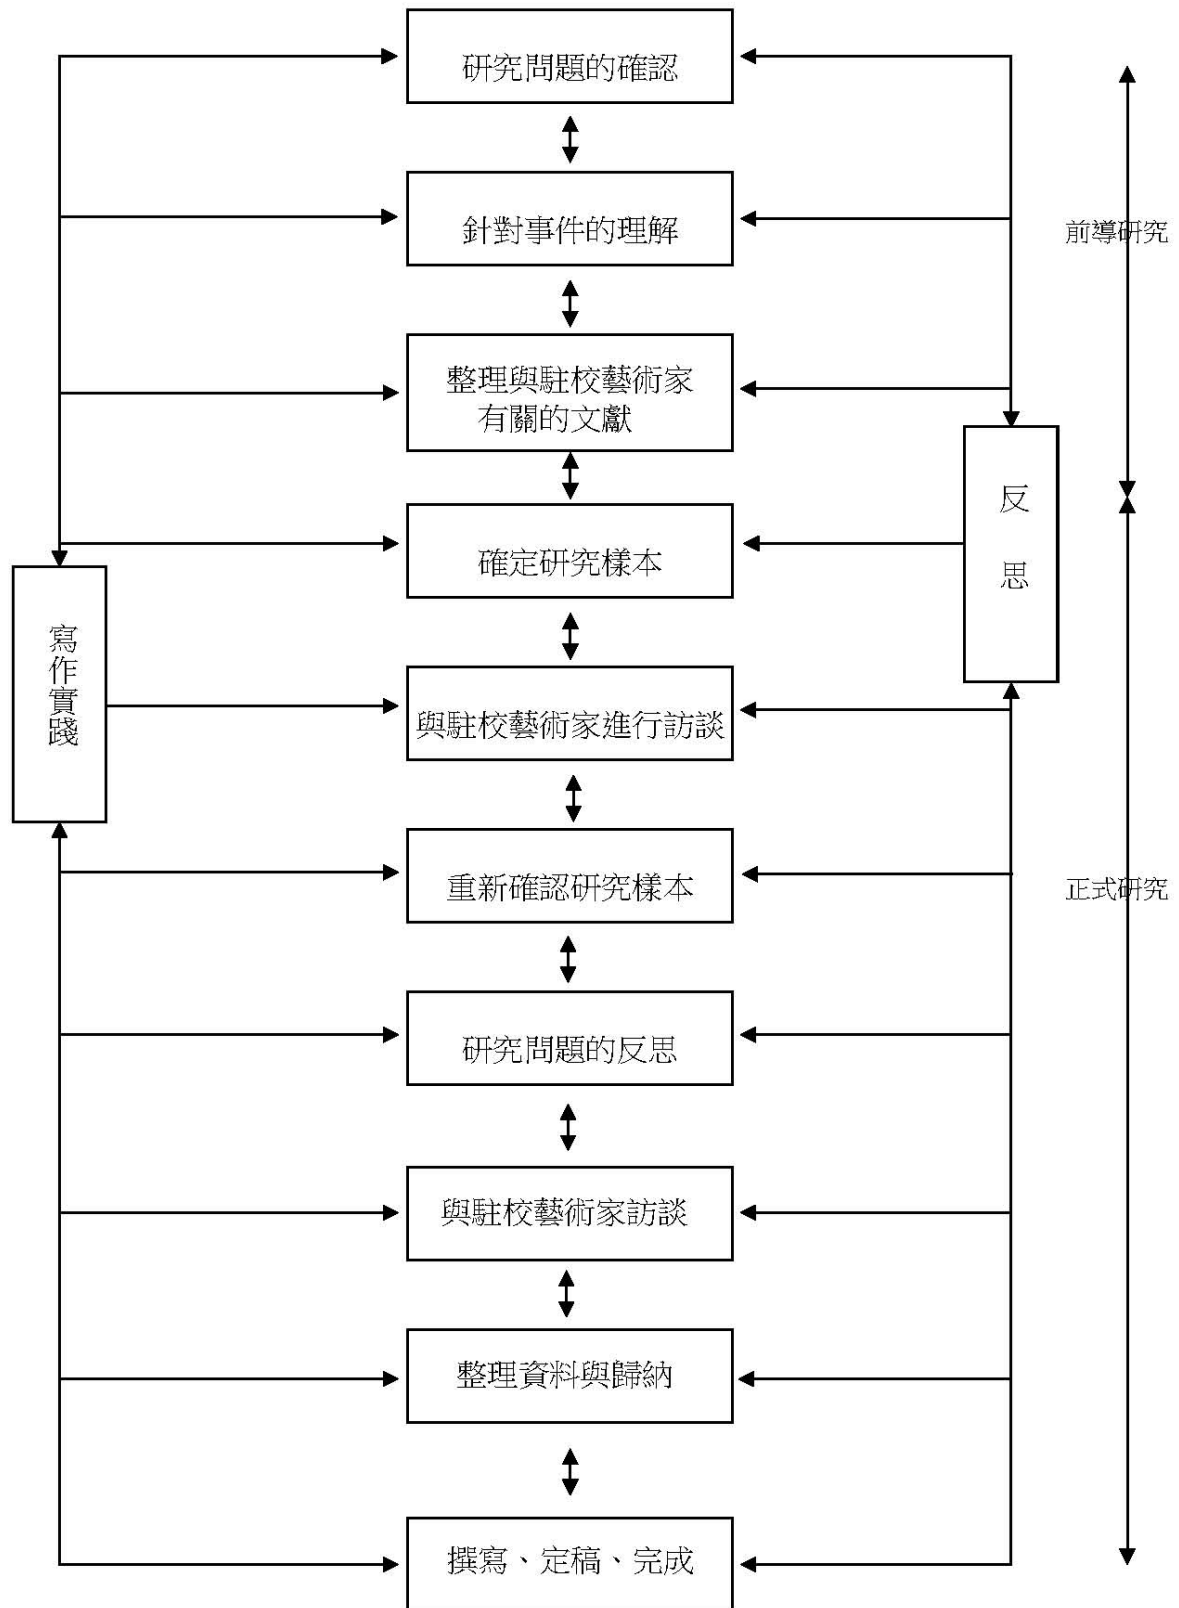 研究問題的確認
針對事件的理解
前導研究
整理與駐校藝術家
有關的文獻
反
思
確定研究樣本
寫作實踐
與駐校藝術家進行訪談
重新確認研究樣本
正式研究
研究問題的反思
與駐校藝術家訪談
整理資料與歸納
撰寫、定稿、完成